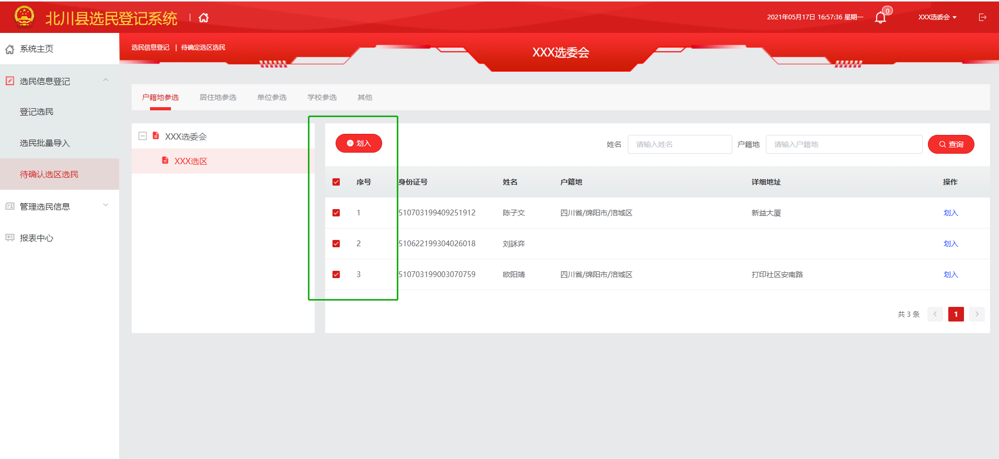 北川县选民登记系统
2021年05月17日 16:57:36 星期一
0
XXX选委会
系统主页
选民信息登记
登记选民
选民批量导入
待确认选区选民
管理选民信息
报表中心
选民信息登记 | 待确定选区选民
XXX选委会
户籍地参选 居住地参选 单位参选 学校参选 其他
XXX选委会
XXX选区
划入
姓名 请输入姓名 户籍地 请输入户籍地 查询
序号 身份证号 姓名 户籍地 详细地址 操作
1 510703199409251912 陈子文 四川省/绵阳市/涪城区 新益大厦 划入
2 510622199304026018 刘弈 划入
3 510703199003070759 欧阳靖 四川省/绵阳市/涪城区 打印社区安南路 划入
共 3 条
1